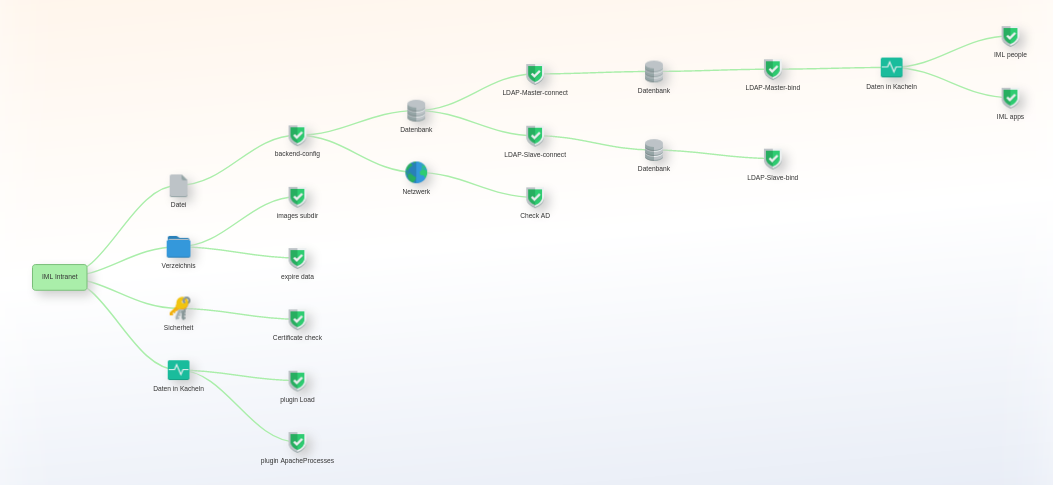 IML people
Datenbank
LDAP-Master-bind
Daten in Kacheln
LDAP-Master-connect
IML apps
Datenbank
backend-config
LDAP-Slave-connect
Datenbank
LDAP-Slave-bind
Netzwerk
Datei
images subdir
Check AD
Verzeichnis
expire data
IML Intranet
Sicherheit
Certificate check
Daten in Kacheln
plugin Load
plugin ApacheProcesses